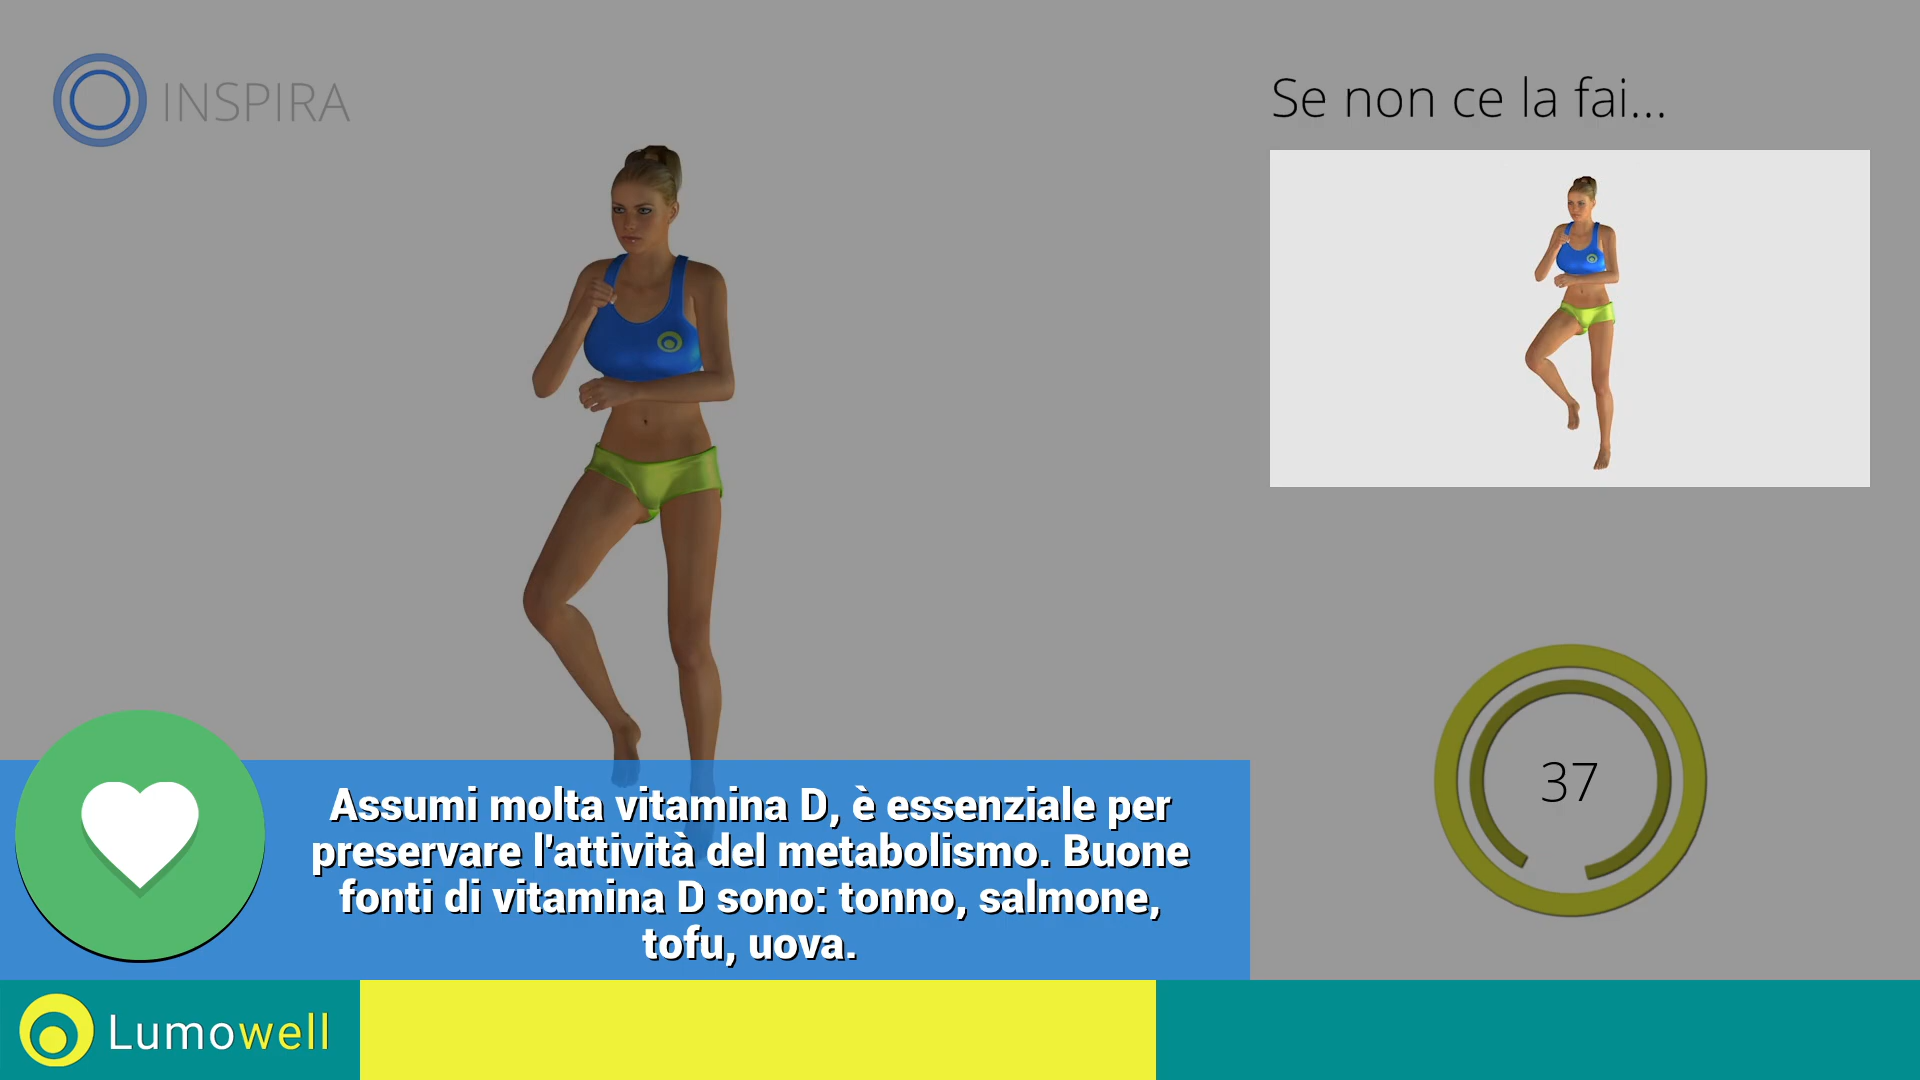 INSPIRA
Se non ce la fai...
37
Assumi molta vitamina D, è essenziale per
preservare l'attività del metabolismo. Buone
fonti di vitamina D sono: tonno, salmone,
tofu, uova.
Lumowell